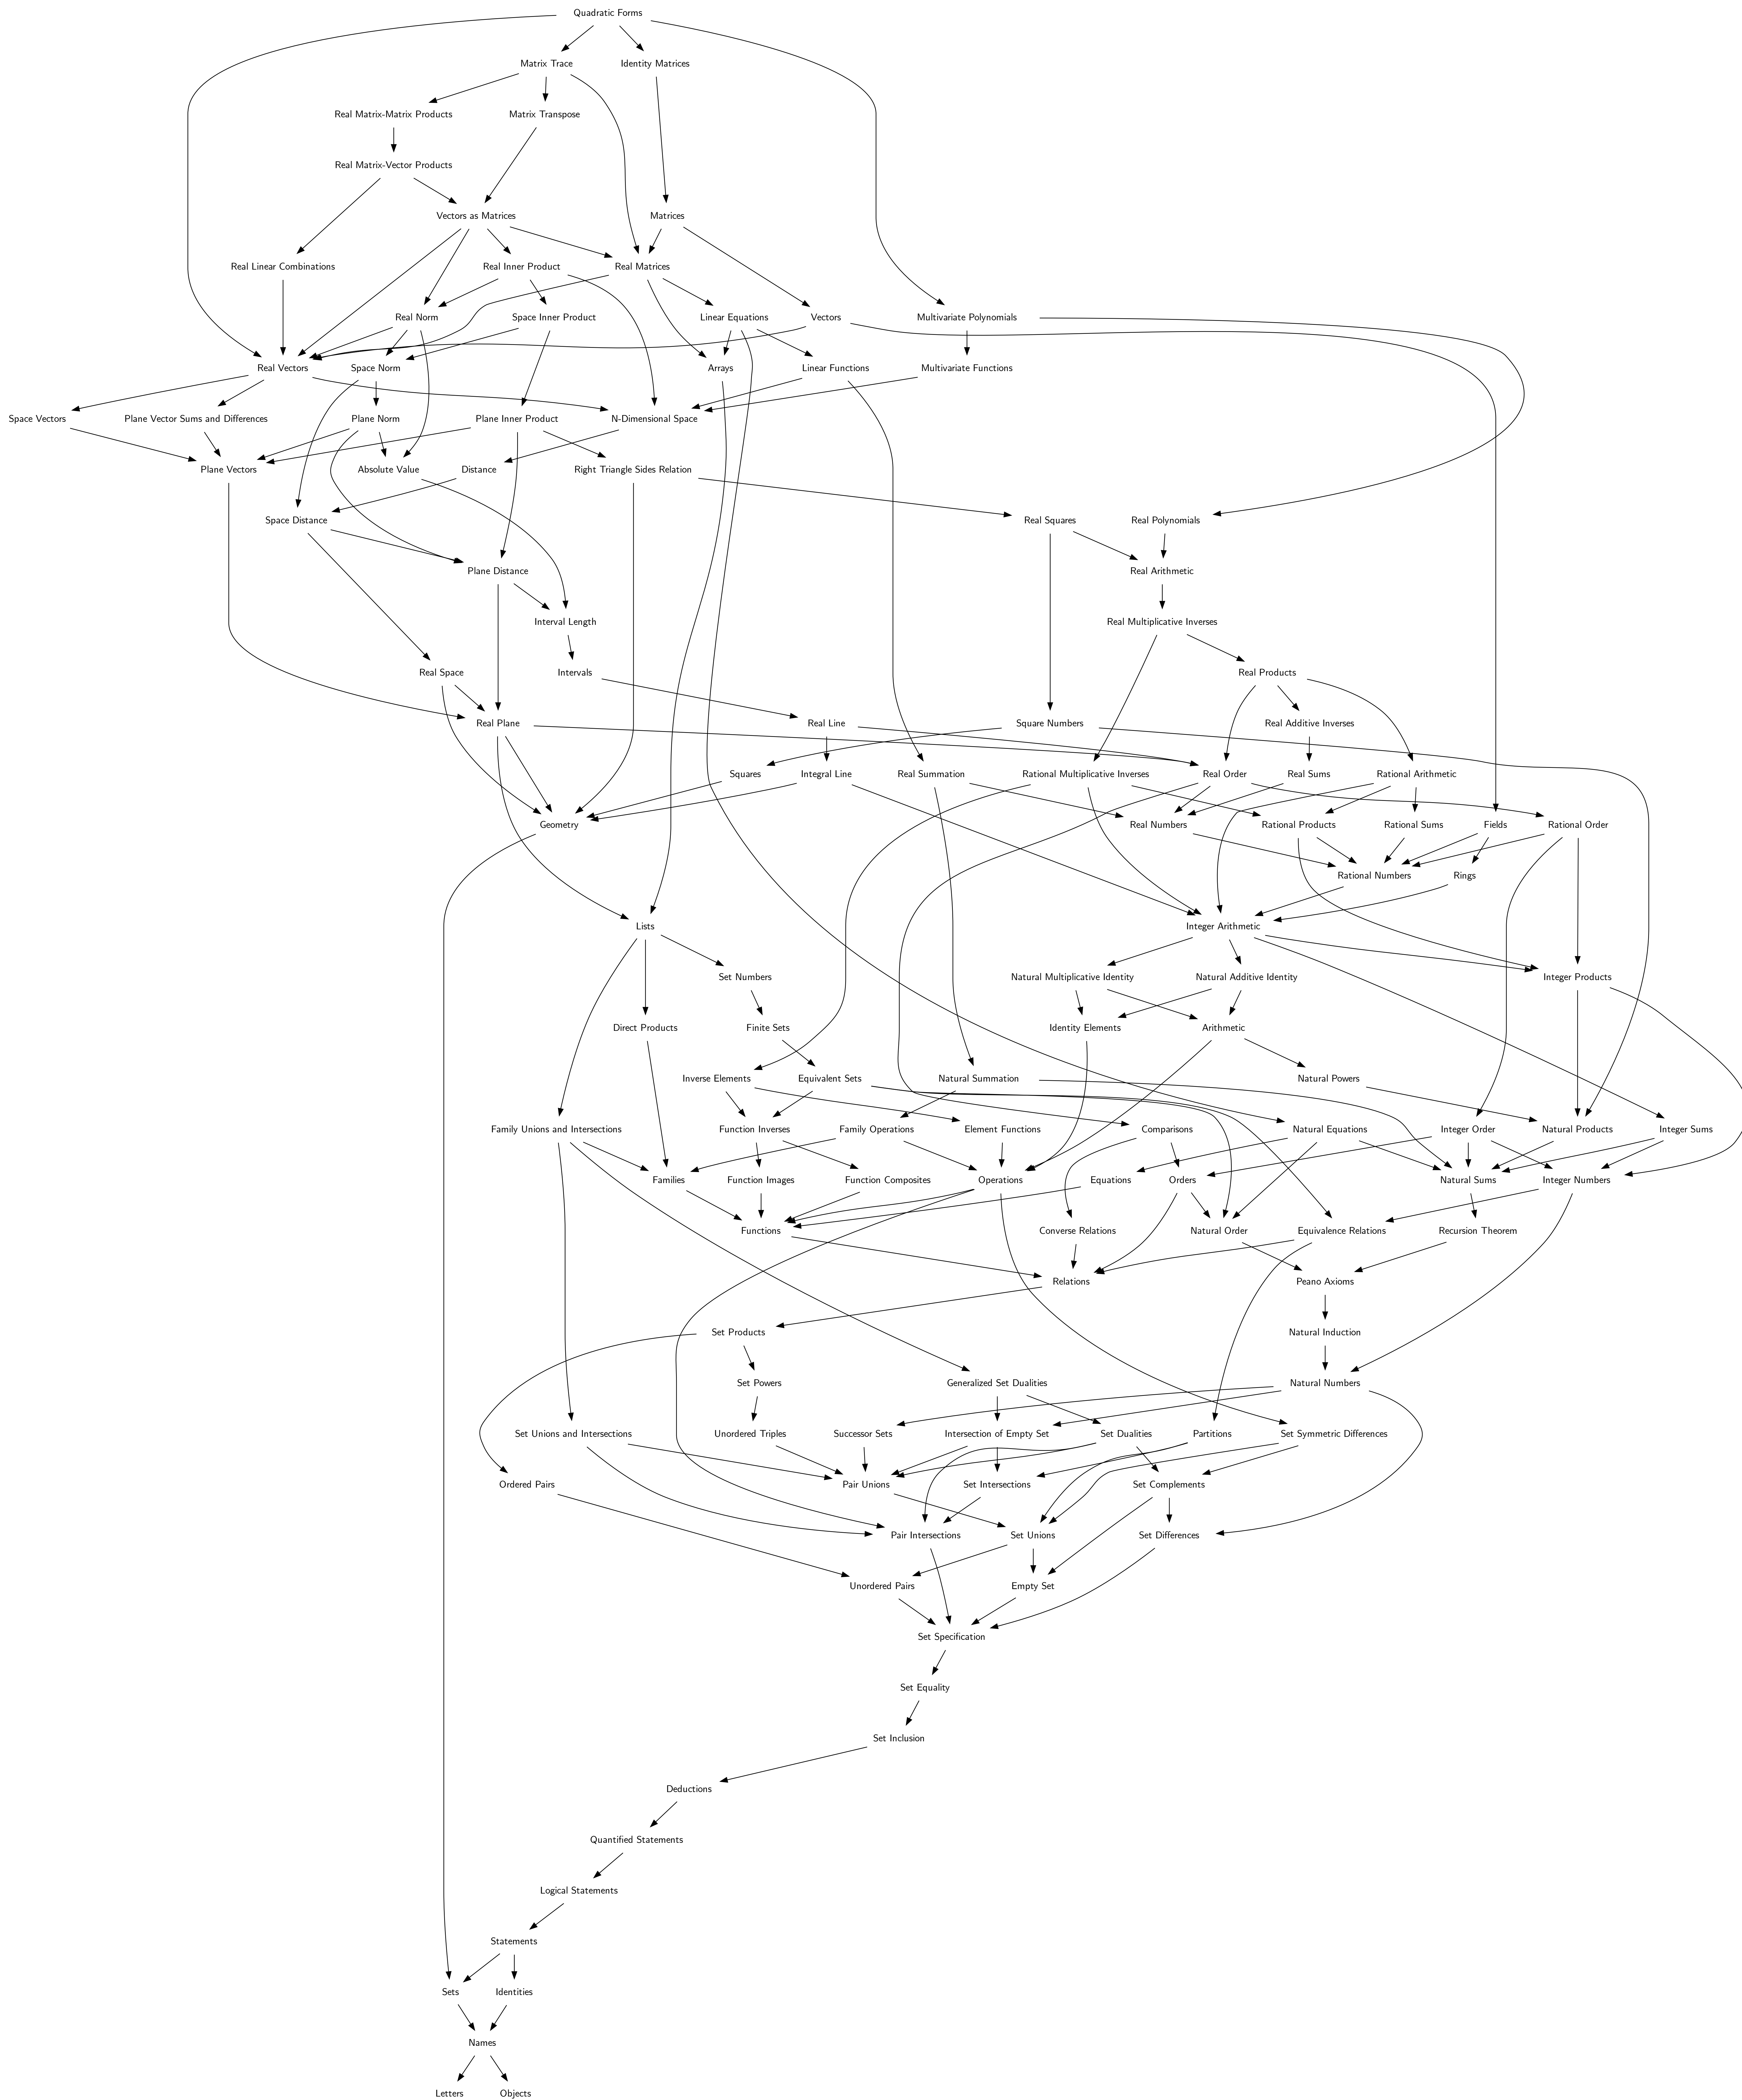 Quadratic Forms
Matrix Trace
Identity Matrices
Real Matrix-Matrix Products
Matrix Transpose
Real Matrix-Vector Products
Vectors as Matrices
Matrices
Real Linear Combinations
Real Inner Product
Real Matrices
Real Norm
Space Inner Product
Linear Equations
Vectors
Multivariate Polynomials
Real Vectors
Space Norm
Arrays
Linear Functions
Multivariate Functions
Space Vectors
Plane Vector Sums and Differences
Plane Norm
Plane Inner Product
N-Dimensional Space
Plane Vectors
Absolute Value
Distance
Right Triangle Sides Relation
Space Distance
Real Squares
Real Polynomials
Plane Distance
Real Arithmetic
Interval Length
Real Multiplicative Inverses
Real Space
Intervals
Real Products
Real Plane
Real Line
Square Numbers
Real Additive Inverses
Squares
Integral Line
Real Summation
Rational Multiplicative Inverses
Real Order
Real Sums
Rational Arithmetic
Geometry
Real Numbers
Rational Products
Rational Sums
Fields
Rational Order
Rational Numbers
Rings
Lists
Integer Arithmetic
Set Numbers
Natural Multiplicative Identity
Natural Additive Identity
Integer Products
Direct Products
Finite Sets
Identity Elements
Arithmetic
Inverse Elements
Equivalent Sets
Natural Summation
Natural Powers
Family Unions and Intersections
Function Inverses
Family Operations
Element Functions
Comparisons
Natural Equations
Integer Order
Natural Products
Integer Sums
Families
Function Images
Function Composites
Operations
Equations
Orders
Natural Sums
Integer Numbers
Functions
Converse Relations
Natural Order
Equivalence Relations
Recursion Theorem
Relations
Peano Axioms
Set Products
Natural Induction
Set Powers
Generalized Set Dualities
Natural Numbers
Set Unions and Intersections
Unordered Triples
Successor Sets
Intersection of Empty Set
Set Dualities
Partitions
Set Symmetric Differences
Ordered Pairs
Pair Unions
Set Intersections
Set Complements
Pair Intersections
Set Unions
Set Differences
Unordered Pairs
Empty Set
Set Specification
Set Equality
Set Inclusion
Deductions
Quantified Statements
Logical Statements
Statements
Sets
Identities
Names
Letters
Objects